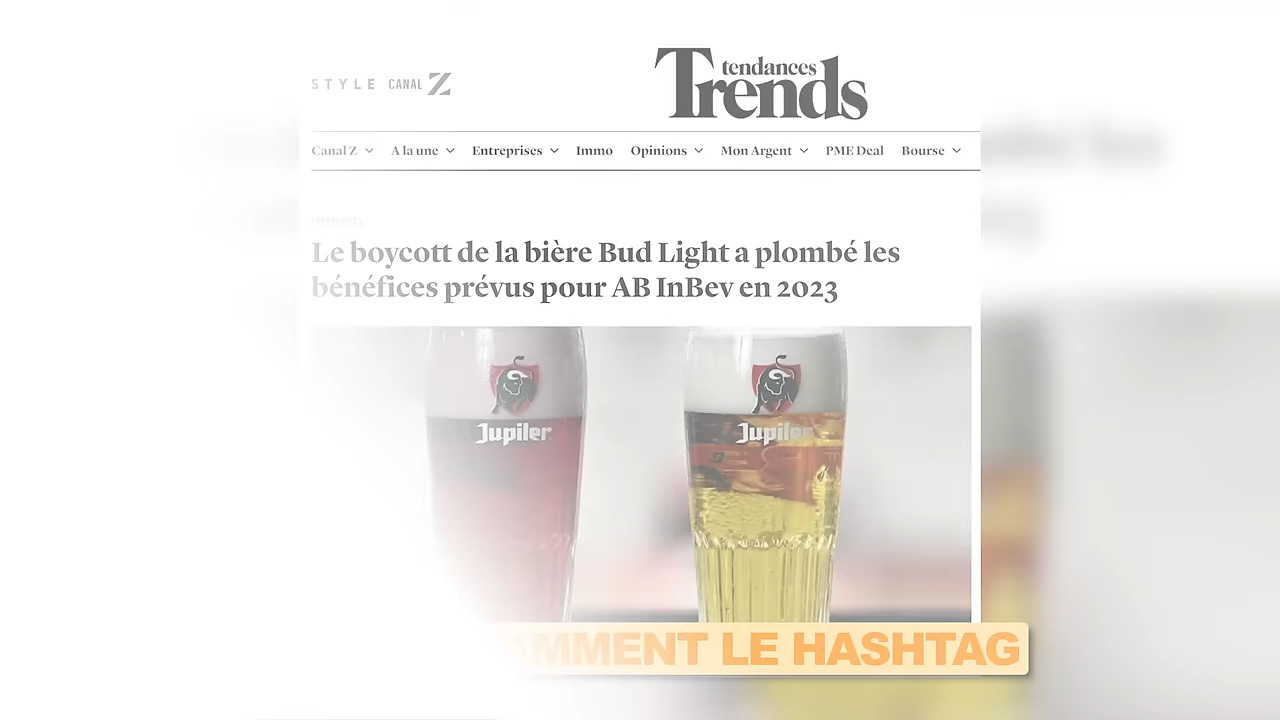 STYLE CANAL Z
tendances
Trends
Canal Z A la une Entreprises Immo Opinions Mon Argent PME Deal Bourse
Le boycott de la bière Bud Light a plombé les
bénéfices prévus pour AB InBev en 2023
Jupiler Jupiler
AMMENT LE HASHTAG